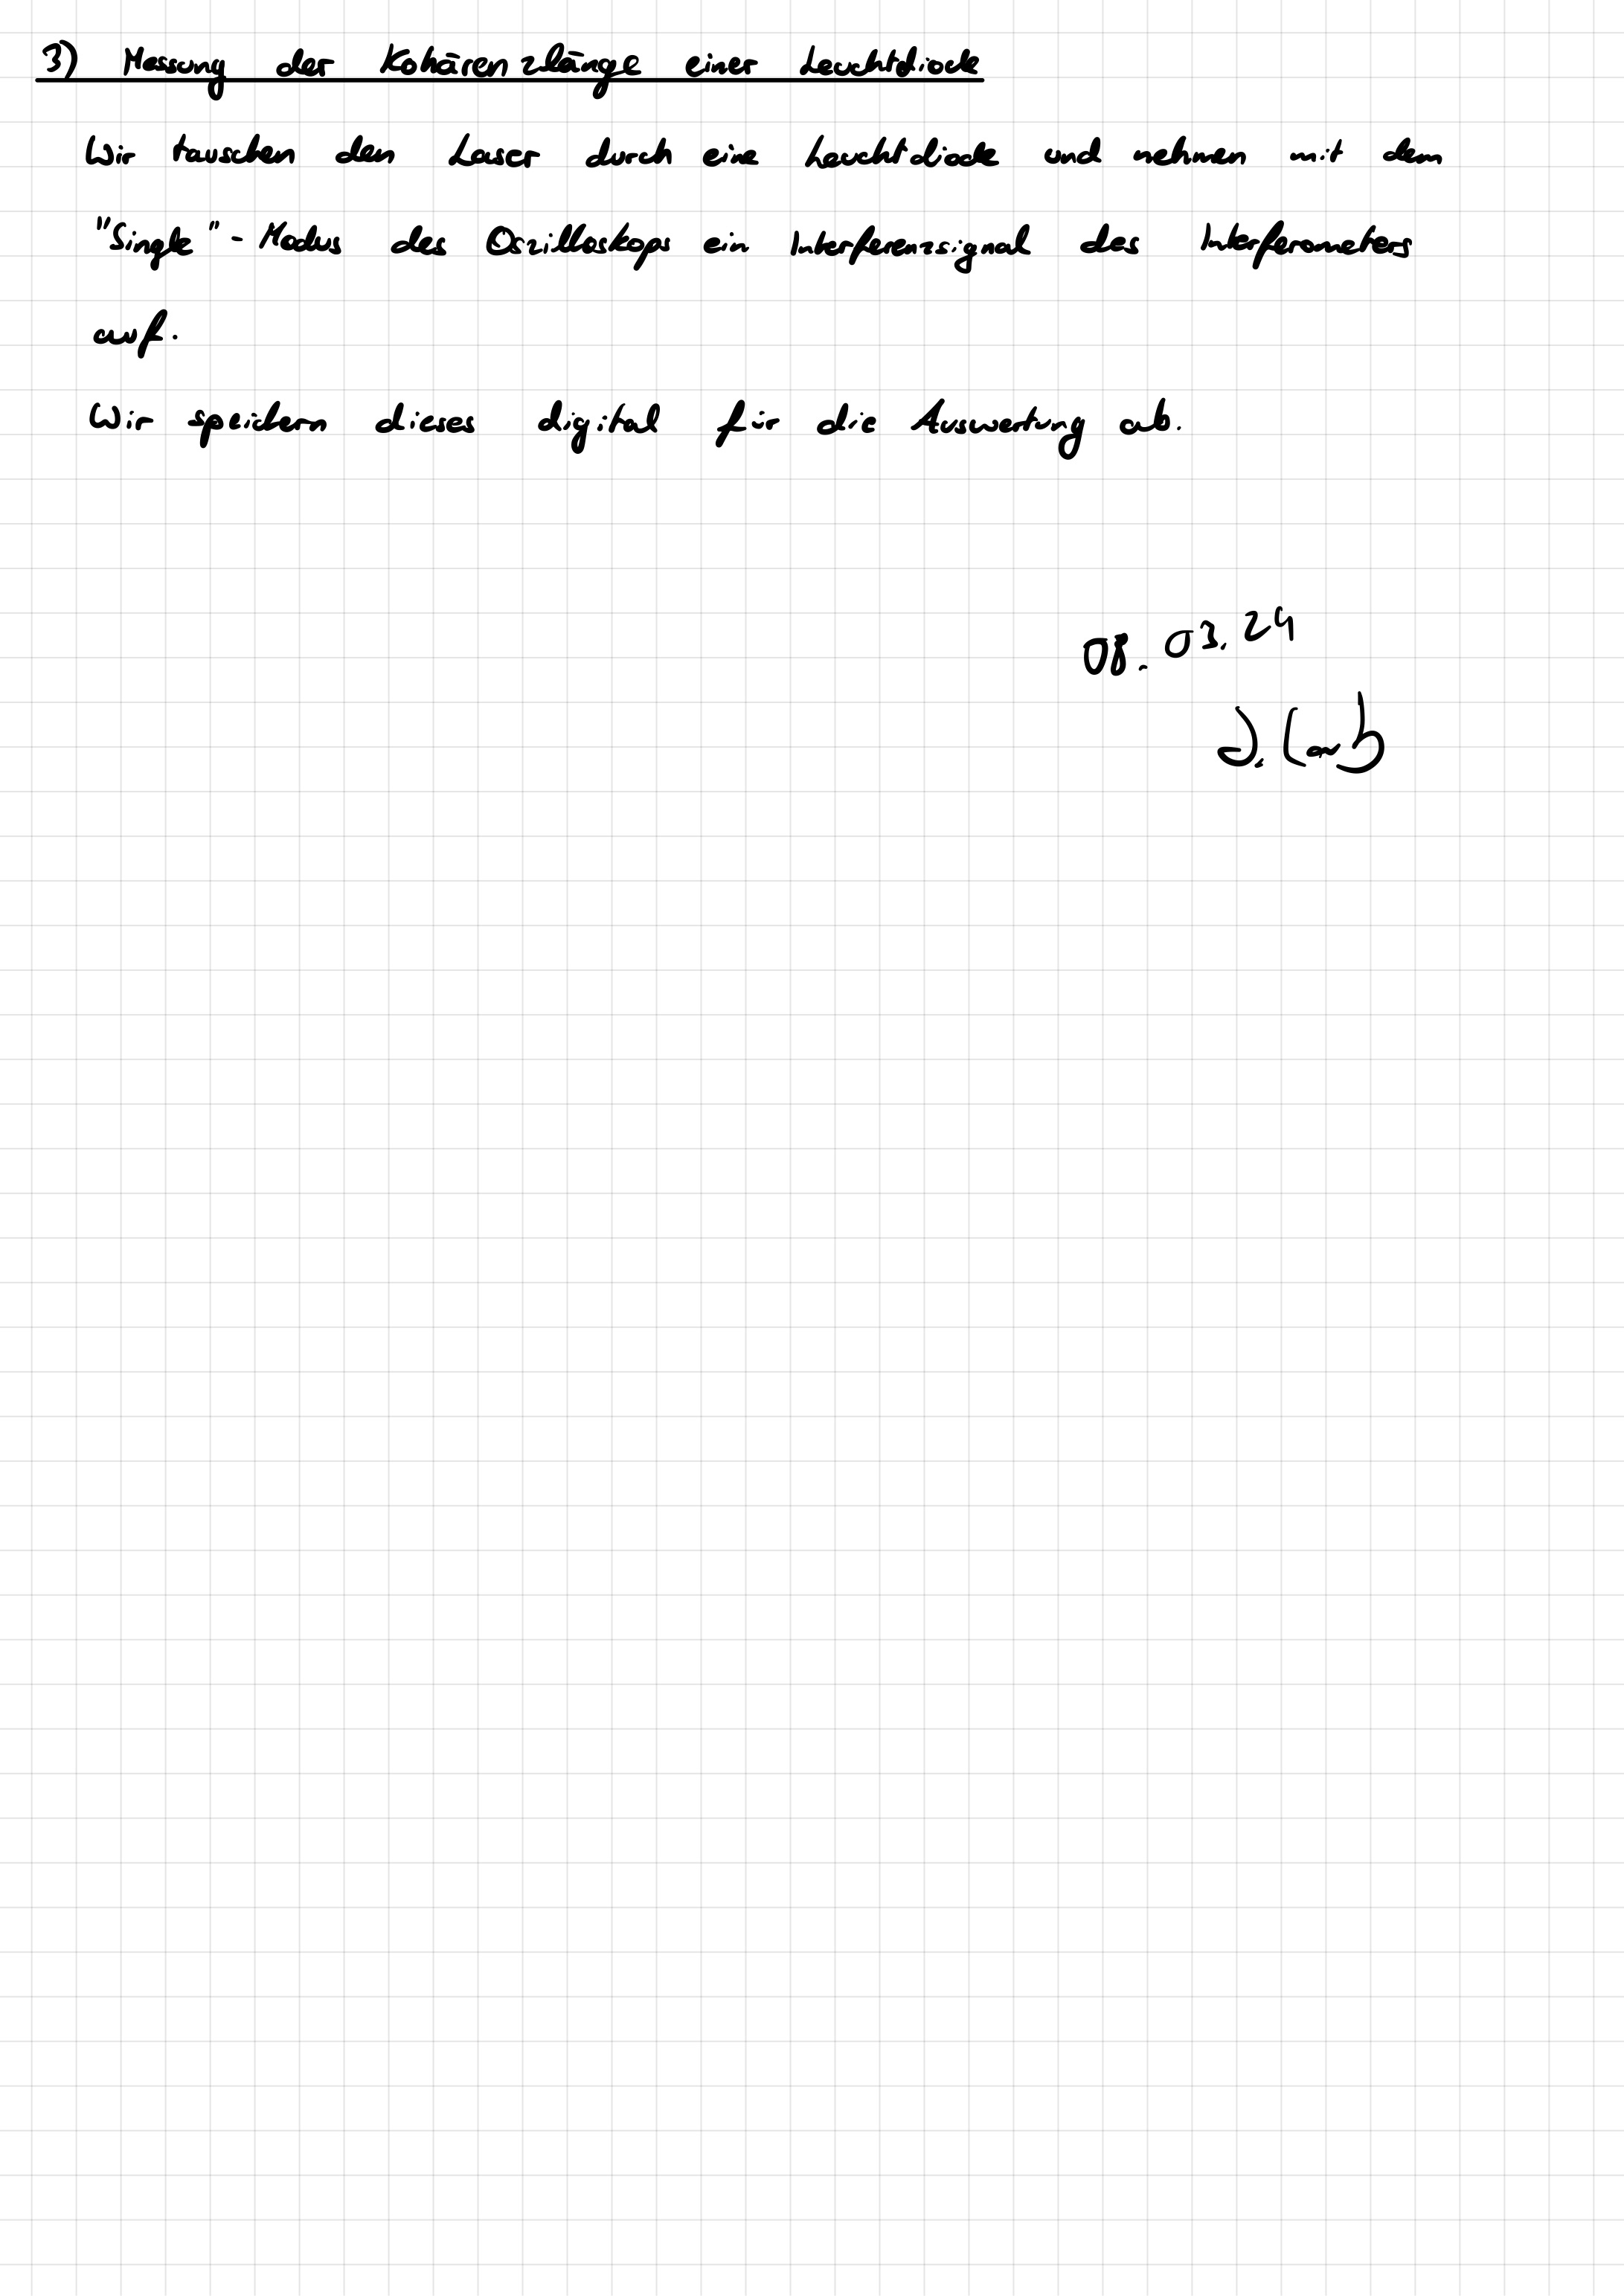 3) Messung der Kohärenzlänge einer Leuchtdiode
Wir tauschen den Laser durch eine Leuchtdiode und nehmen mit dem
"Single"-Modus des Oszilloskops ein Interferenzsignal des Interferometers
auf.
Wir speichern dieses digital für die Auswertung ab.
08.03.24